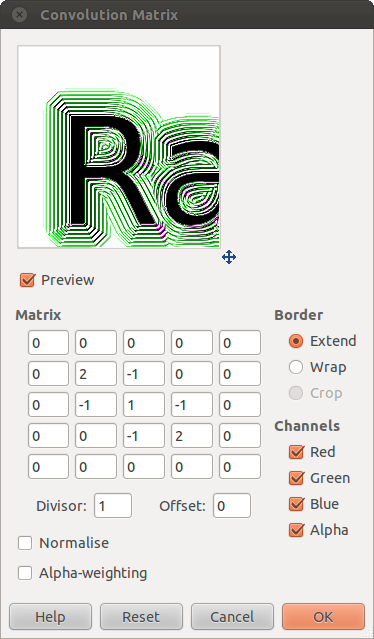 Convolution Matrix
Ra
Preview
Matrix
0 0 0 0 0
0 2 -1 0 0
0 -1 1 -1 0
0 0 -1 2 0
0 0 0 0 0
Divisor: 1 Offset: 0
Normalise
Alpha-weighting
Border
Extend
Wrap
Crop
Channels
Red
Green
Blue
Alpha
Help Reset Cancel OK